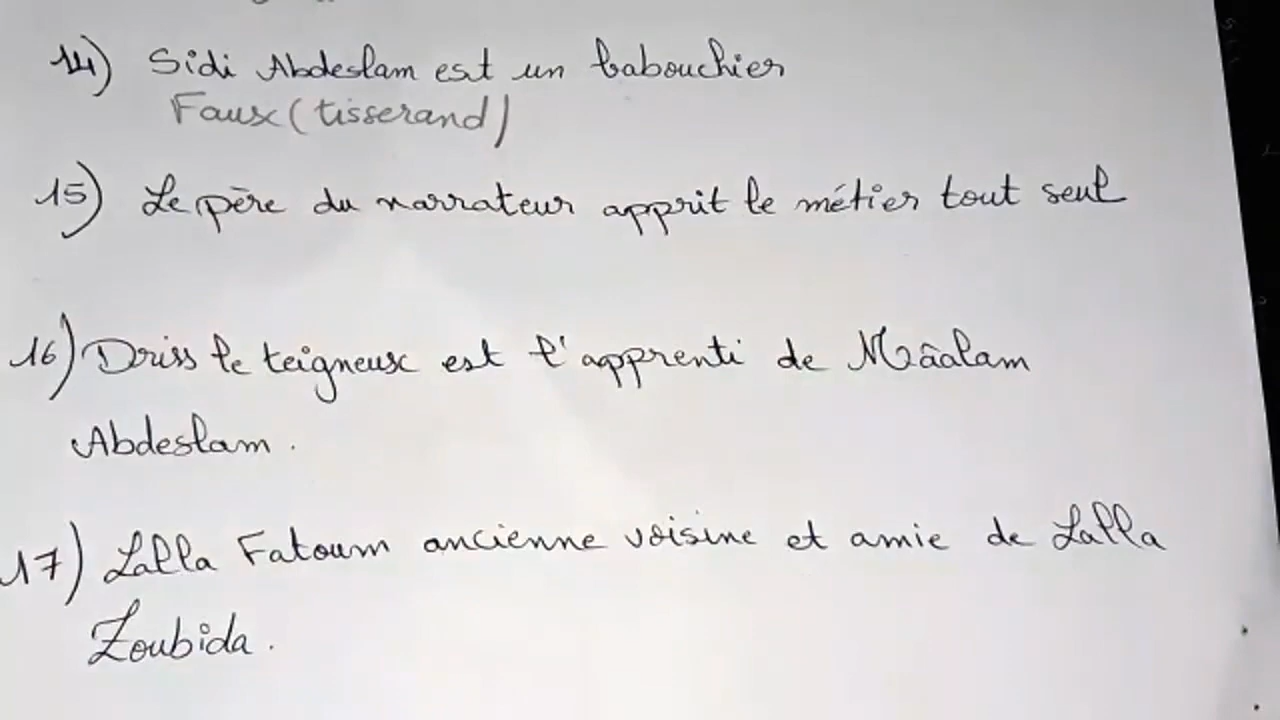 14) Sidi Abdeslam est un babouchier
Faux (tisserand)
15) Le père du narrateur apprit le métier tout seul
16) Driss le teigneux est l'apprenti de Mâalam
Abdeslam.
17) Lalla Fatoum ancienne voisine et amie de Lalla
Zoubida.